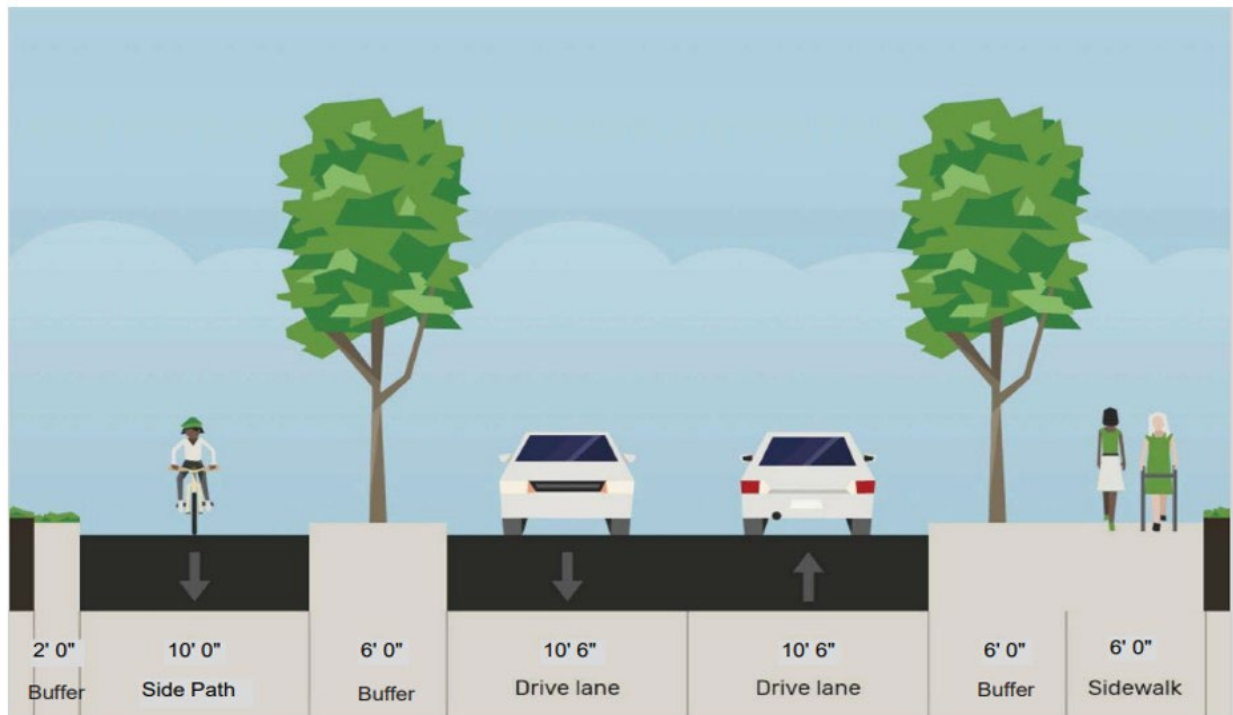 2' 0" 10' 0" 6' 0" 10' 6" 10' 6" 6' 0" 6' 0"
Buffer Side Path Buffer Drive lane Drive lane Buffer Sidewalk